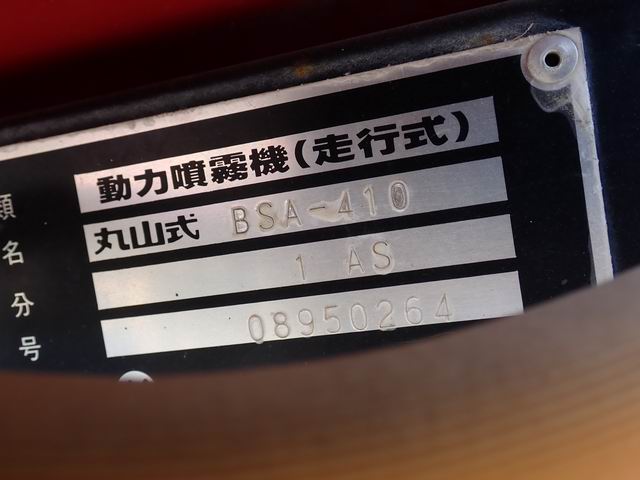 類 動力噴霧機(走行式)
名 丸山式 BSA-410
分 1 AS
号 08950264